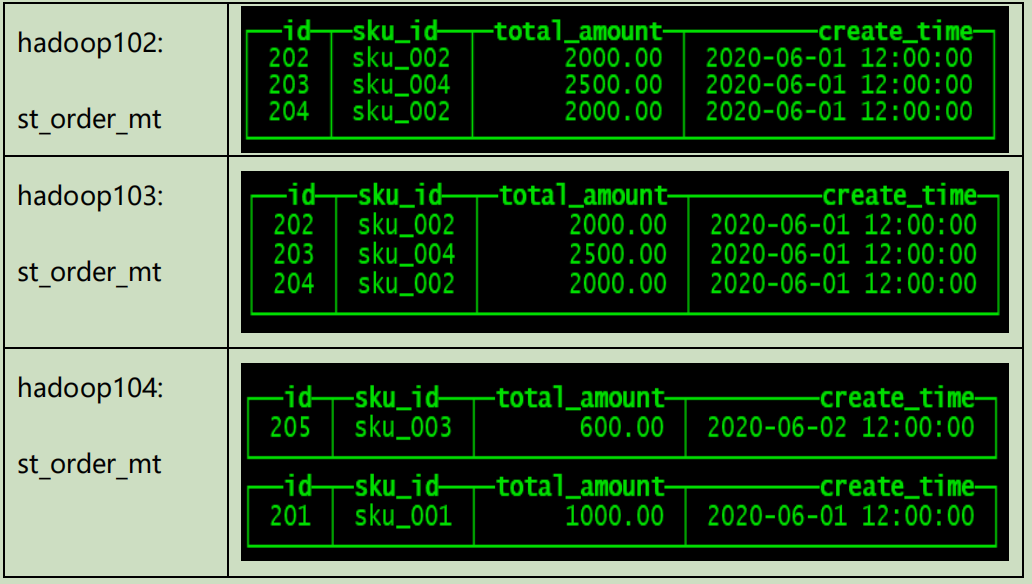 hadoop102:
st_order_mt
id sku_id total_amount create_time
202 sku_002 2000.00 2020-06-01 12:00:00
203 sku_004 2500.00 2020-06-01 12:00:00
204 sku_002 2000.00 2020-06-01 12:00:00
hadoop103:
st_order_mt
id sku_id total_amount create_time
202 sku_002 2000.00 2020-06-01 12:00:00
203 sku_004 2500.00 2020-06-01 12:00:00
204 sku_002 2000.00 2020-06-01 12:00:00
hadoop104:
st_order_mt
id sku_id total_amount create_time
205 sku_003 600.00 2020-06-02 12:00:00
id sku_id total_amount create_time
201 sku_001 1000.00 2020-06-01 12:00:00